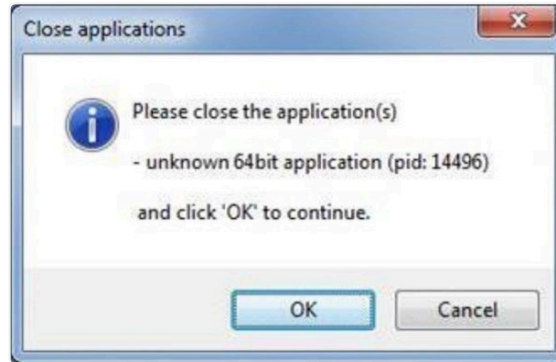 Close applications
Please close the application(s)
- unknown 64bit application (pid: 14496)
and click 'OK' to continue.
OK
Cancel